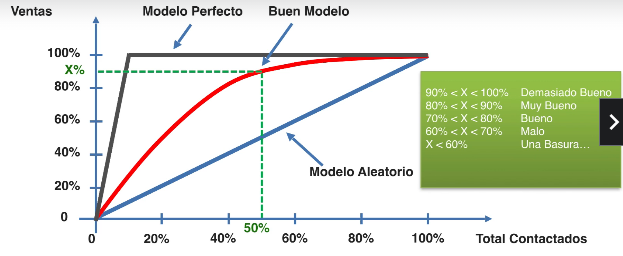 Ventas
Modelo Perfecto
Buen Modelo
100%
X%
80%
60%
40%
20%
0
90% < X < 100% Demasiado Bueno
80% < X < 90% Muy Bueno
70% < X < 80% Bueno
60% < X < 70% Malo
X < 60% Una Basura...
Modelo Aleatorio
0
20%
40%
50%
60%
80%
100%
Total Contactados